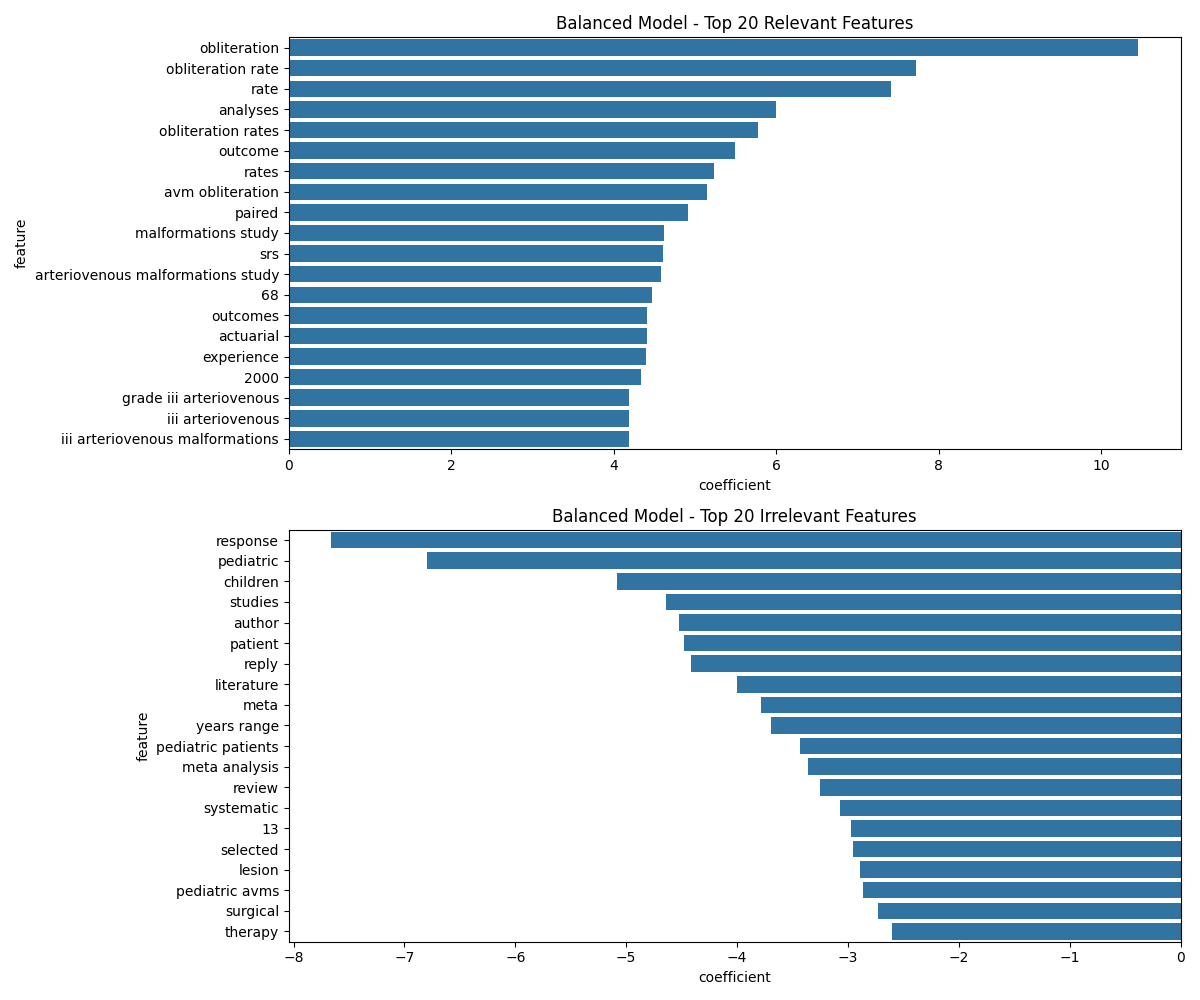 Balanced Model - Top 20 Relevant Features
obliteration
obliteration rate
rate
analyses
obliteration rates
outcome
rates
avm obliteration
paired
malformations study
srs
arteriovenous malformations study
68
outcomes
actuarial
experience
2000
grade iii arteriovenous
iii arteriovenous
iii arteriovenous malformations
feature
0 2 4 6 8 10
coefficient
Balanced Model - Top 20 Irrelevant Features
response
pediatric
children
studies
author
patient
reply
literature
meta
years range
pediatric patients
meta analysis
review
systematic
13
selected
lesion
pediatric avms
surgical
therapy
feature
−8 −7 −6 −5 −4 −3 −2 −1 0
coefficient